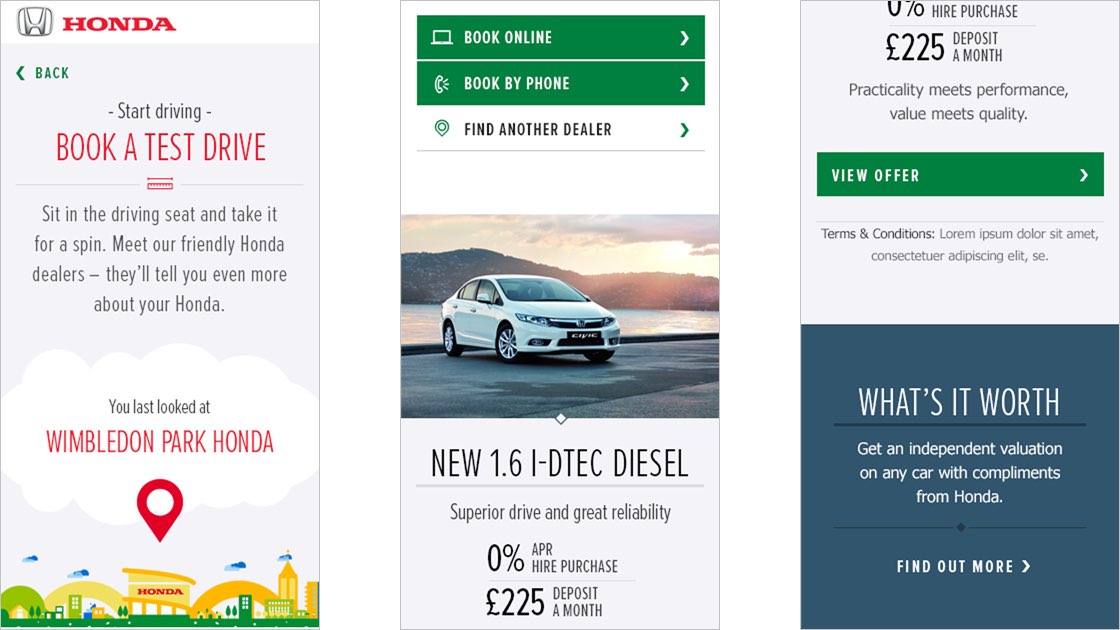 HONDA
BACK
- Start driving -
BOOK A TEST DRIVE
Sit in the driving seat and take it
for a spin. Meet our friendly Honda
dealers – they’ll tell you even more
about your Honda.
You last looked at
WIMBLEDON PARK HONDA
HONDA
BOOK ONLINE
BOOK BY PHONE
FIND ANOTHER DEALER
CIVIC
NEW 1.6 I-DTEC DIESEL
Superior drive and great reliability
0% APR
HIRE PURCHASE
£225 DEPOSIT
A MONTH
0% HIRE PURCHASE
£225 DEPOSIT
A MONTH
Practicality meets performance,
value meets quality.
VIEW OFFER
Terms & Conditions: Lorem ipsum dolor sit amet,
consectetuer adipiscing elit, se.
WHAT’S IT WORTH
Get an independent valuation
on any car with compliments
from Honda.
FIND OUT MORE